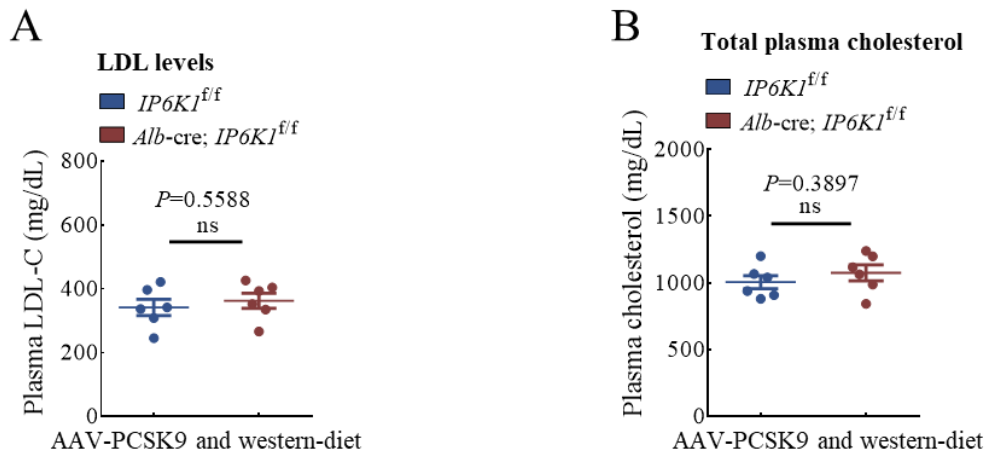 A
LDL levels
IP6K1f/f
Alb-cre; IP6K1f/f
Plasma LDL-C (mg/dL)
800
600
400
200
0
P=0.5588
ns
AAV-PCSK9 and western-diet
B
Total plasma cholesterol
IP6K1f/f
Alb-cre; IP6K1f/f
Plasma cholesterol (mg/dL)
2000
1500
1000
500
0
P=0.3897
ns
AAV-PCSK9 and western-diet